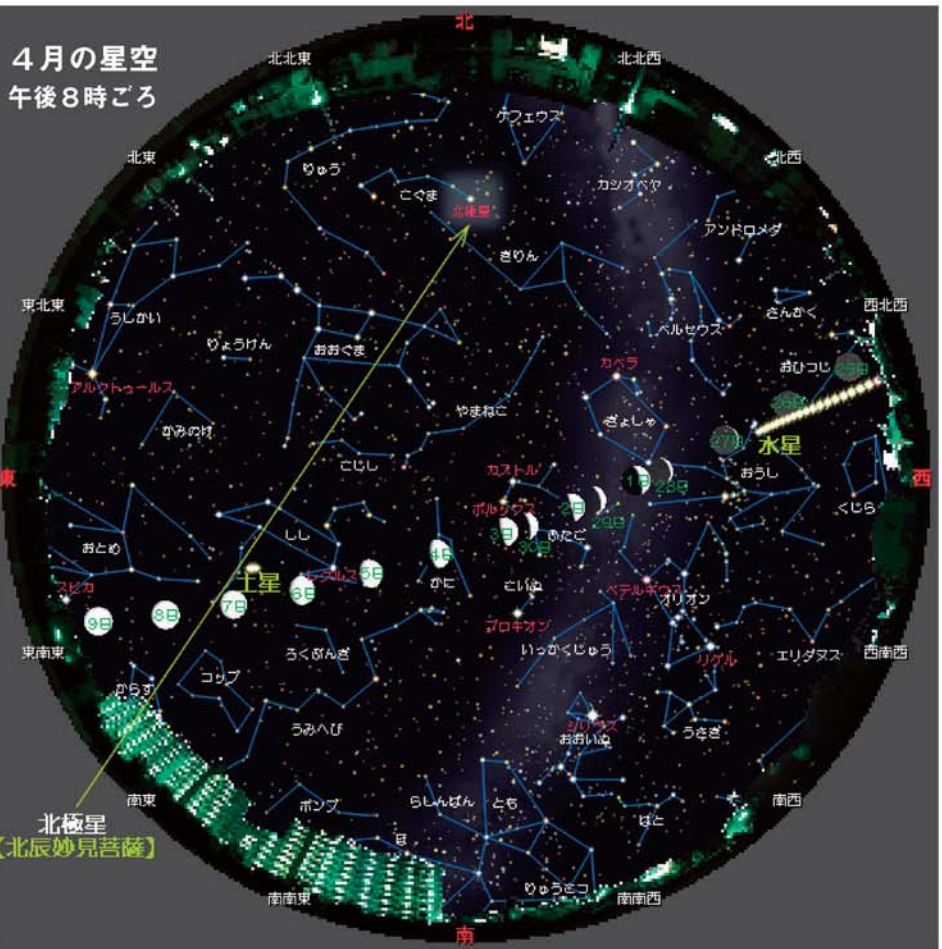 4月の星空
午後8時ごろ
北
北北東
北北西
北東
北西
ケフェウス
りゅう
こぐま
カシオペヤ
北極星
アンドロメダ
きりん
東北東
西北西
うしかい
さんかく
ペルセウス
りょうけん
おおぐま
カペラ
おひつじ
25日
アルクトゥールス
26日
やまねこ
ぎょしゃ
かみのけ
27日
水星
こじし
カストル
おうし
東
西
1日
28日
ポルックス
2日
29日
くじら
しし
3日
30日
ふたご
おとめ
4日
土星
レグルス
5日
かに
こいぬ
ベテルギウス
オリオン
スピカ
6日
7日
8日
9日
プロキオン
東南東
ろくぶんぎ
いっかくじゅう
リゲル
エリダヌス
西南西
コップ
からす
うみへび
シリウス
おおいぬ
うさぎ
南東
ポンプ
らしんばん
とも
南西
はと
北極星
【北辰妙見菩薩】
ほ
りゅうこつ
南南東
南南西
南